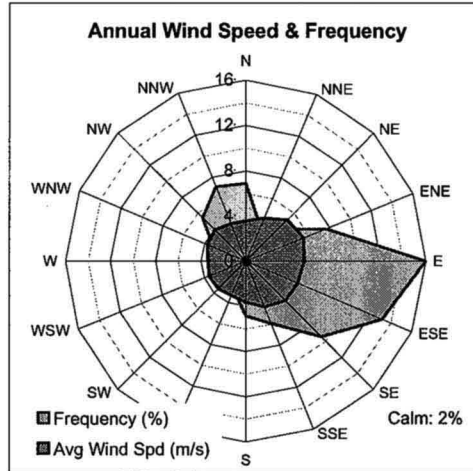 Annual Wind Speed & Frequency
N
NNW
16
NNE
NW
12
NE
8
WNW
ENE
4
W
0
E
WSW
ESE
SW
SE
Frequency (%)
Calm: 2%
SSE
Avg Wind Spd (m/s)
S